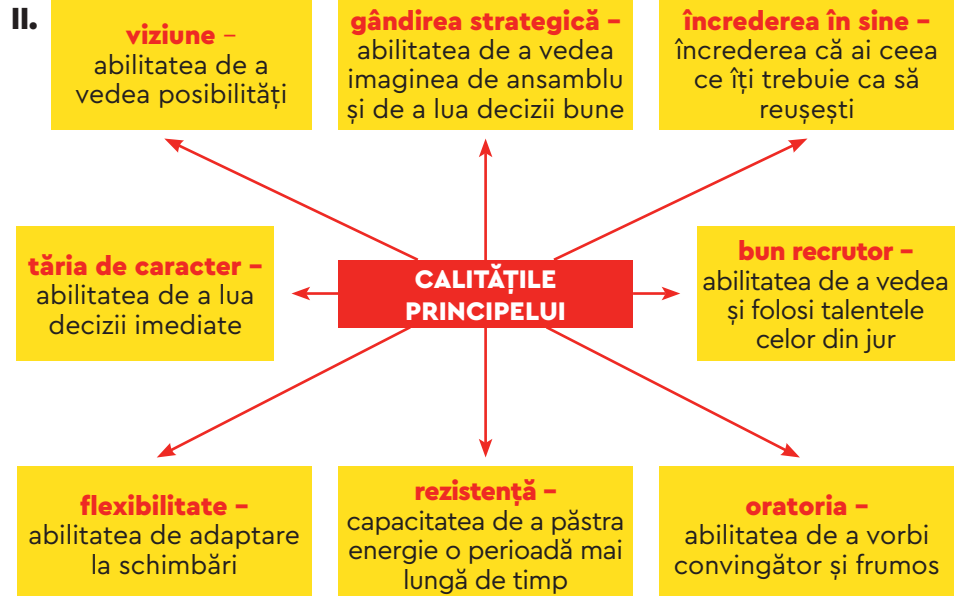 II.
viziune –
abilitatea de a
vedea posibilități
gândirea strategică –
abilitatea de a vedea
imaginea de ansamblu
și de a lua decizii bune
încrederea în sine –
încrederea că ai ceea
ce îți trebuie ca să
reușești
tăria de caracter –
abilitatea de a lua
decizii imediate
CALITĂȚILE
PRINCIPELUI
bun recrutor –
abilitatea de a vedea
și folosi talentele
celor din jur
flexibilitate –
abilitatea de adaptare
la schimbări
rezistență –
capacitatea de a păstra
energie o perioadă mai
lungă de timp
oratoria –
abilitatea de a vorbi
convingător și frumos